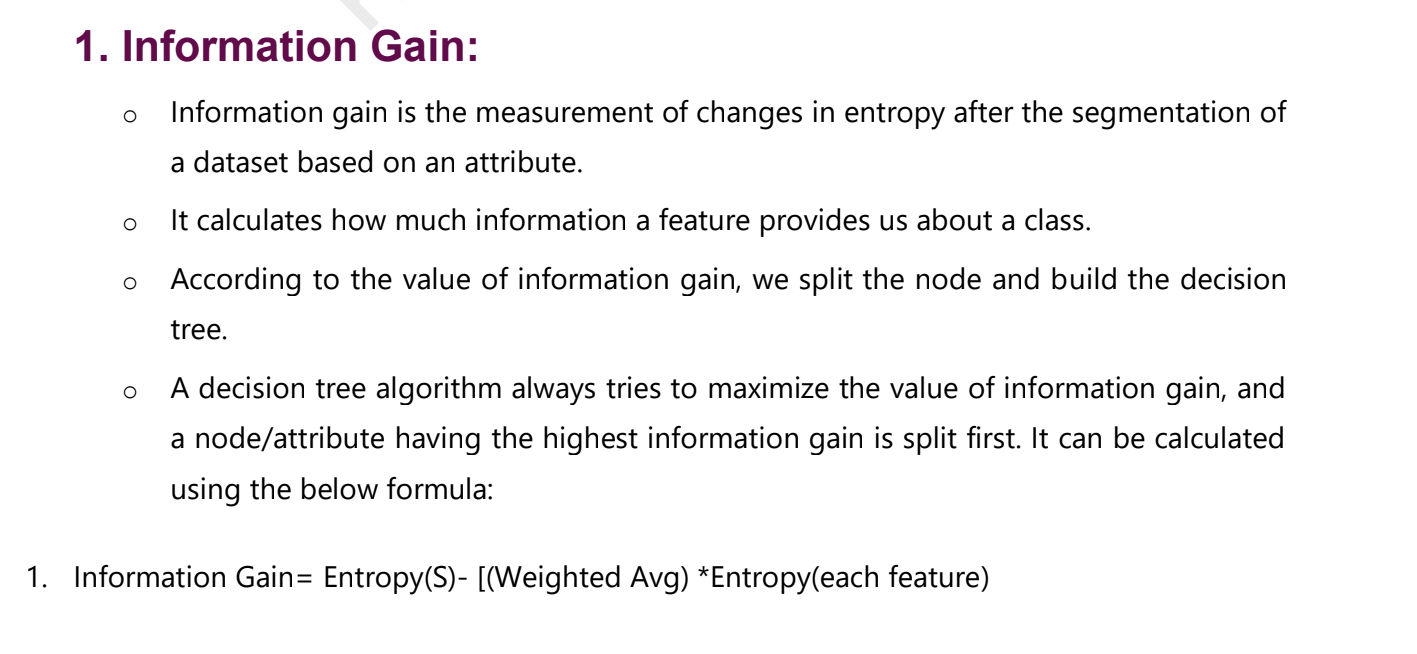 1. Information Gain:
o Information gain is the measurement of changes in entropy after the segmentation of
a dataset based on an attribute.
o It calculates how much information a feature provides us about a class.
o According to the value of information gain, we split the node and build the decision
tree.
o A decision tree algorithm always tries to maximize the value of information gain, and
a node/attribute having the highest information gain is split first. It can be calculated
using the below formula:
1. Information Gain= Entropy(S)- [(Weighted Avg) *Entropy(each feature)